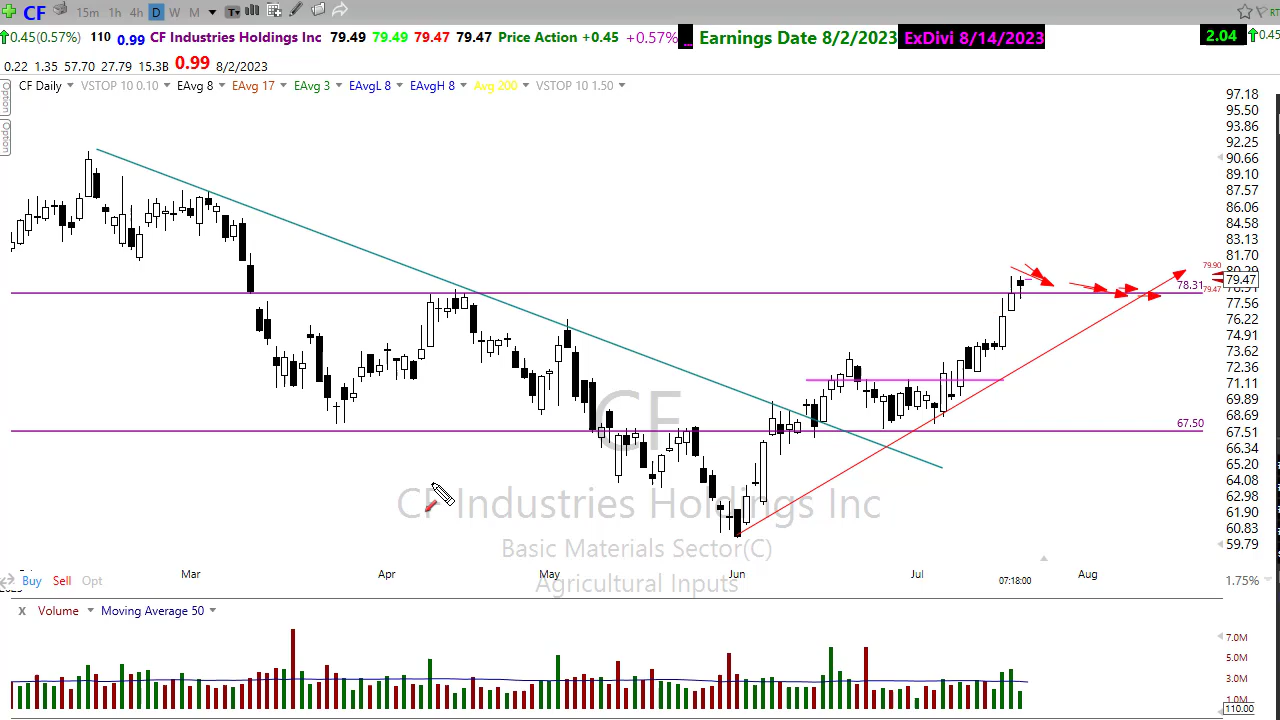 CF 15m 1h 4h D W M T RT
0.45(0.57%) 110 0.99 CF Industries Holdings Inc 79.49 79.49 79.47 79.47 Price Action +0.45 +0.57% ... Earnings Date 8/2/2023 ExDivi 8/14/2023 2.04 0.45
0.22 1.35 57.70 27.79 15.3B 0.99 8/2/2023
CF Daily VSTOP 10 0.10 EAvg 8 EAvg 17 EAvg 3 EAvgL 8 EAvgH 8 Avg 200 VSTOP 10 1.50
Option
Option
97.18
95.50
93.86
92.25
90.66
89.10
87.57
86.06
84.58
83.13
81.70
79.90
79.47
78.31
79.47
77.56
76.22
74.91
73.62
72.36
71.11
69.89
68.69
67.50
67.51
66.34
65.20
64.08
62.98
61.90
60.83
59.79
CF
CF Industries Holdings Inc
Basic Materials Sector(C)
Agricultural Inputs
Mar Apr May Jun Jul Aug
07:18:00
Buy Sell Opt
1.75%
X Volume Moving Average 50
7.0M
5.0M
3.0M
1.0M
110.00